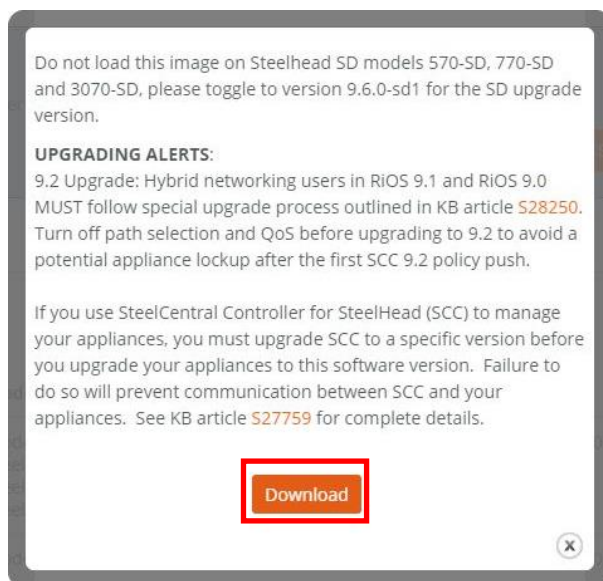 Do not load this image on Steelhead SD models 570-SD, 770-SD
and 3070-SD, please toggle to version 9.6.0-sd1 for the SD upgrade
version.
UPGRADING ALERTS:
9.2 Upgrade: Hybrid networking users in RiOS 9.1 and RiOS 9.0
MUST follow special upgrade process outlined in KB article S28250.
Turn off path selection and QoS before upgrading to 9.2 to avoid a
potential appliance lockup after the first SCC 9.2 policy push.
If you use SteelCentral Controller for SteelHead (SCC) to manage
your appliances, you must upgrade SCC to a specific version before
you upgrade your appliances to this software version.  Failure to
do so will prevent communication between SCC and your
appliances.  See KB article S27759 for complete details.
Download
x